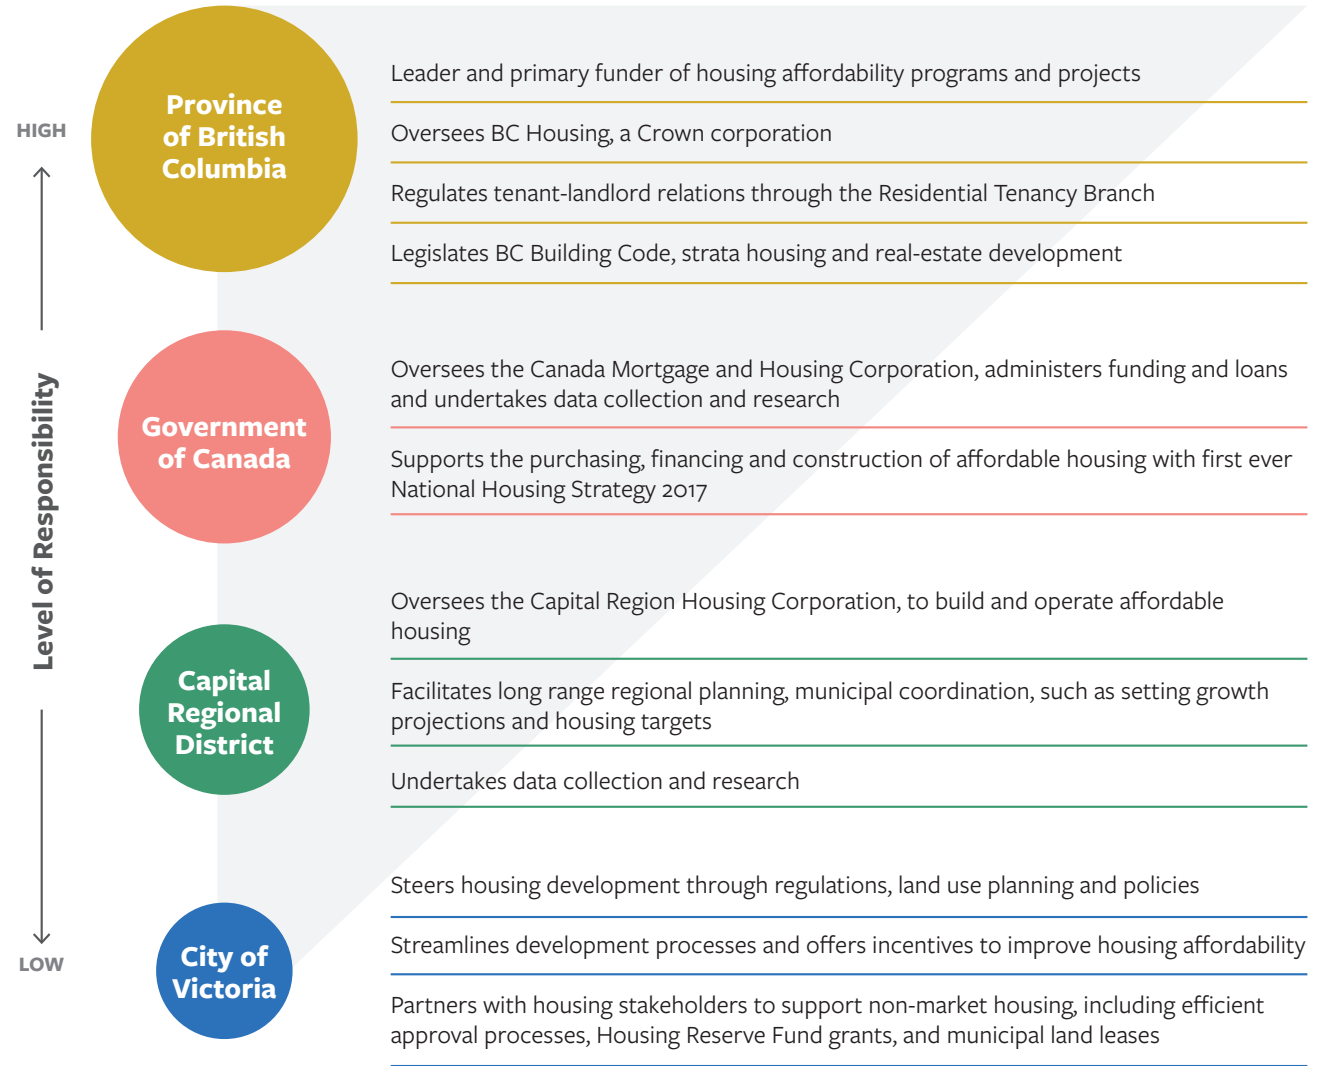 HIGH
Level of Responsibility
LOW
Province
of British
Columbia
Leader and primary funder of housing affordability programs and projects
Oversees BC Housing, a Crown corporation
Regulates tenant-landlord relations through the Residential Tenancy Branch
Legislates BC Building Code, strata housing and real-estate development
Government
of Canada
Oversees the Canada Mortgage and Housing Corporation, administers funding and loans
and undertakes data collection and research
Supports the purchasing, financing and construction of affordable housing with first ever
National Housing Strategy 2017
Capital
Regional
District
Oversees the Capital Region Housing Corporation, to build and operate affordable
housing
Facilitates long range regional planning, municipal coordination, such as setting growth
projections and housing targets
Undertakes data collection and research
City of
Victoria
Steers housing development through regulations, land use planning and policies
Streamlines development processes and offers incentives to improve housing affordability
Partners with housing stakeholders to support non-market housing, including efficient
approval processes, Housing Reserve Fund grants, and municipal land leases